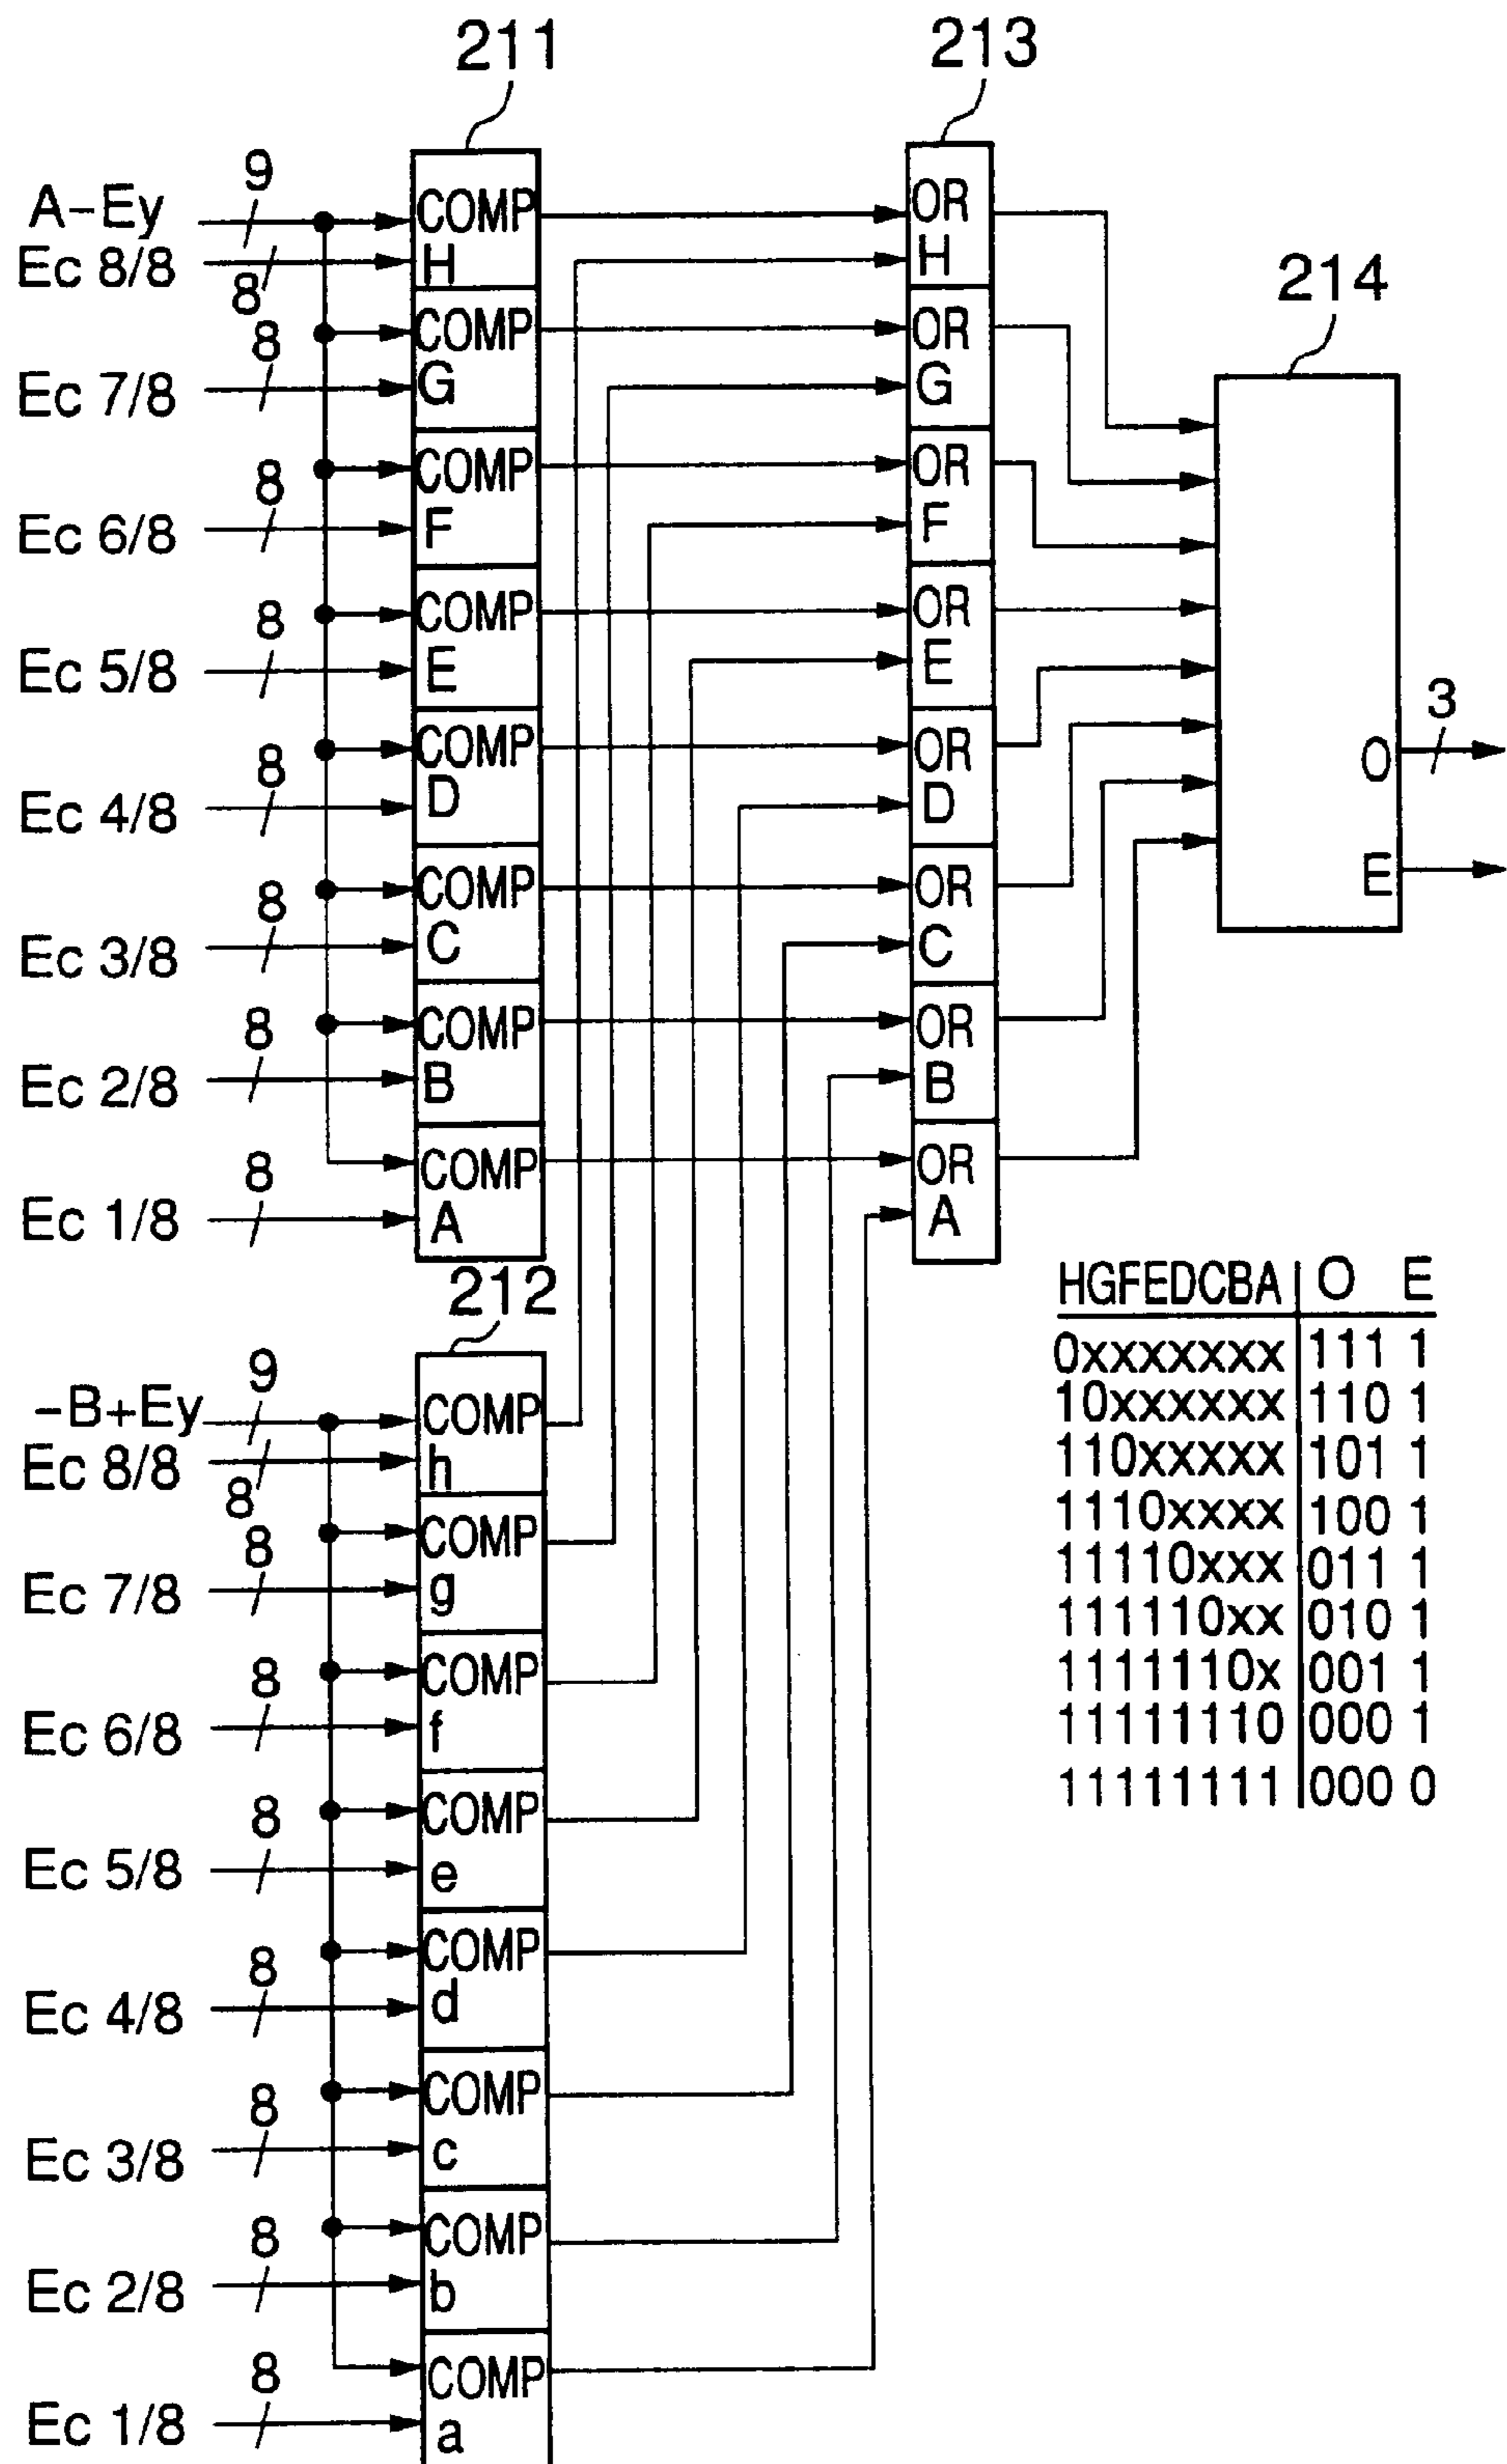 211
213
214
A-Ey
9
COMP
H
OR
H
Ec 8/8
8
Ec 7/8
8
COMP
G
OR
G
Ec 6/8
8
COMP
F
OR
F
Ec 5/8
8
COMP
E
OR
E
Ec 4/8
8
COMP
D
OR
D
O
3
E
Ec 3/8
8
COMP
C
OR
C
Ec 2/8
8
COMP
B
OR
B
Ec 1/8
8
COMP
A
OR
A
212
-B+Ey
9
COMP
h
Ec 8/8
8
Ec 7/8
8
COMP
g
Ec 6/8
8
COMP
f
Ec 5/8
8
COMP
e
Ec 4/8
8
COMP
d
Ec 3/8
8
COMP
c
Ec 2/8
8
COMP
b
Ec 1/8
8
COMP
a
HGFEDCBA O E
0xxxxxxx 111 1
10xxxxxx 110 1
110xxxxx 101 1
1110xxxx 100 1
11110xxx 011 1
111110xx 010 1
1111110x 001 1
11111110 000 1
11111111 000 0